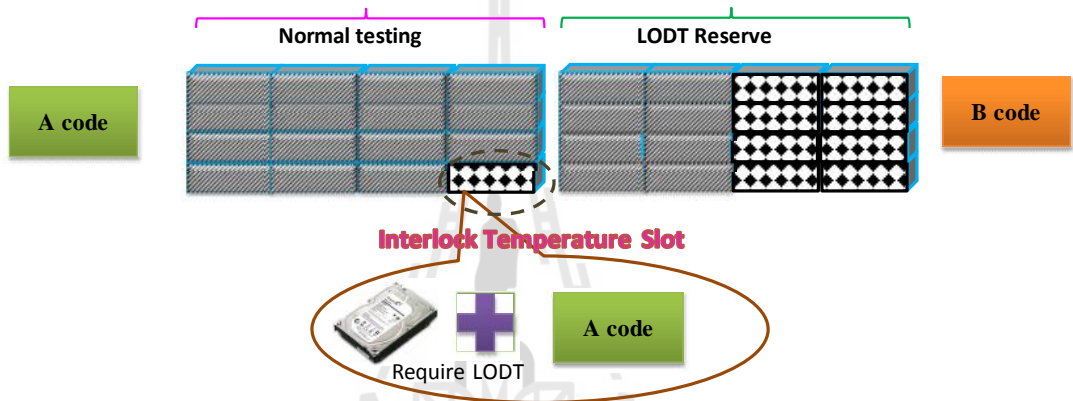 Normal testing
LODT Reserve
A code
B code
Interlock Temperature Slot
A code
Require LODT